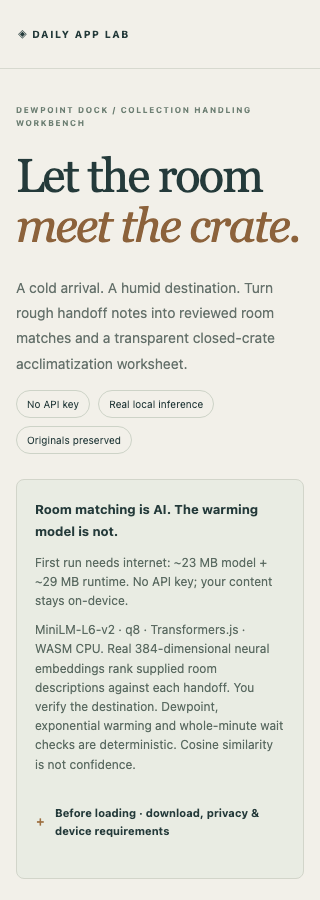 ◈ DAILY APP LAB
DEWPOINT DOCK / COLLECTION HANDLING
WORKBENCH
Let the room
meet the crate.
A cold arrival. A humid destination. Turn
rough handoff notes into reviewed room
matches and a transparent closed-crate
acclimatization worksheet.
No API key
Real local inference
Originals preserved
Room matching is AI. The warming
model is not.
First run needs internet: ~23 MB model +
~29 MB runtime. No API key; your content
stays on-device.
MiniLM-L6-v2 · q8 · Transformers.js ·
WASM CPU. Real 384-dimensional neural
embeddings rank supplied room
descriptions against each handoff. You
verify the destination. Dewpoint,
exponential warming and whole-minute wait
checks are deterministic. Cosine similarity
is not confidence.
+ Before loading · download, privacy &
device requirements